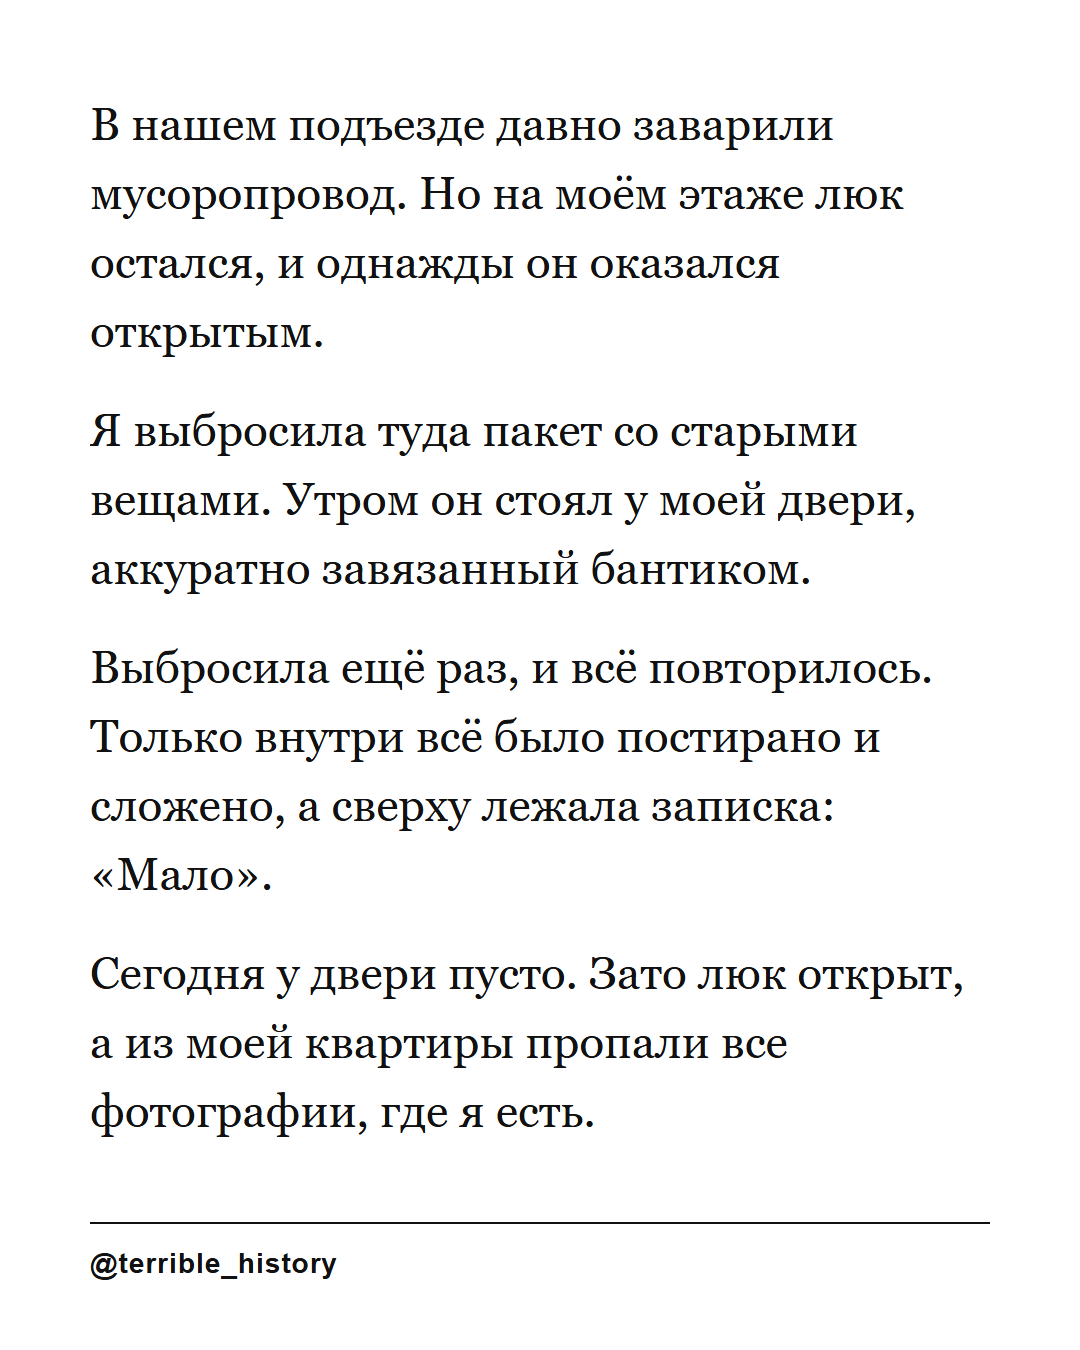 В нашем подъезде давно заварили
мусоропровод. Но на моём этаже люк
остался, и однажды он оказался
открытым.
Я выбросила туда пакет со старыми
вещами. Утром он стоял у моей двери,
аккуратно завязанный бантиком.
Выбросила ещё раз, и всё повторилось.
Только внутри всё было постирано и
сложено, а сверху лежала записка:
«Мало».
Сегодня у двери пусто. Зато люк открыт,
а из моей квартиры пропали все
фотографии, где я есть.
@terrible_history